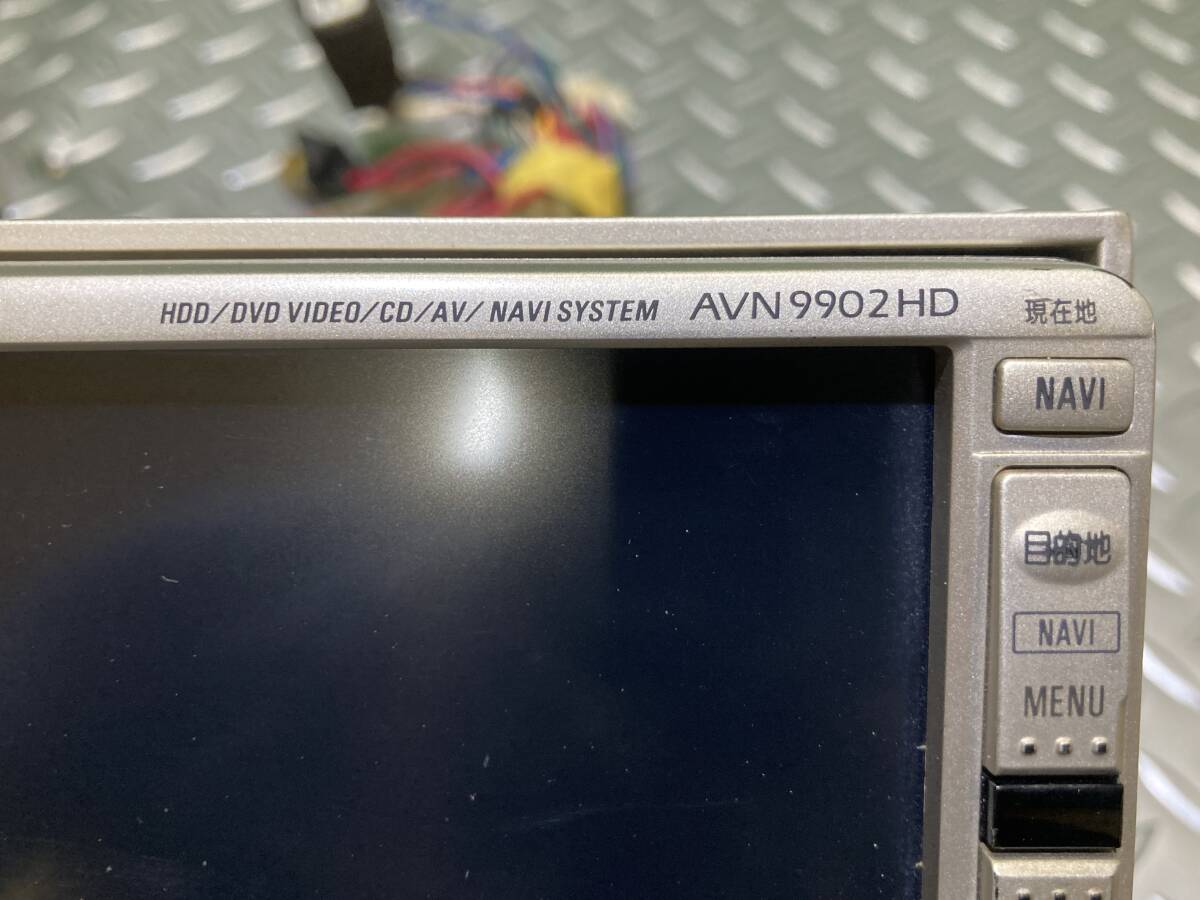 HDD/DVD VIDEO/CD/AV/NAVI SYSTEM AVN9902HD
現在地
NAVI
目的地
NAVI
MENU